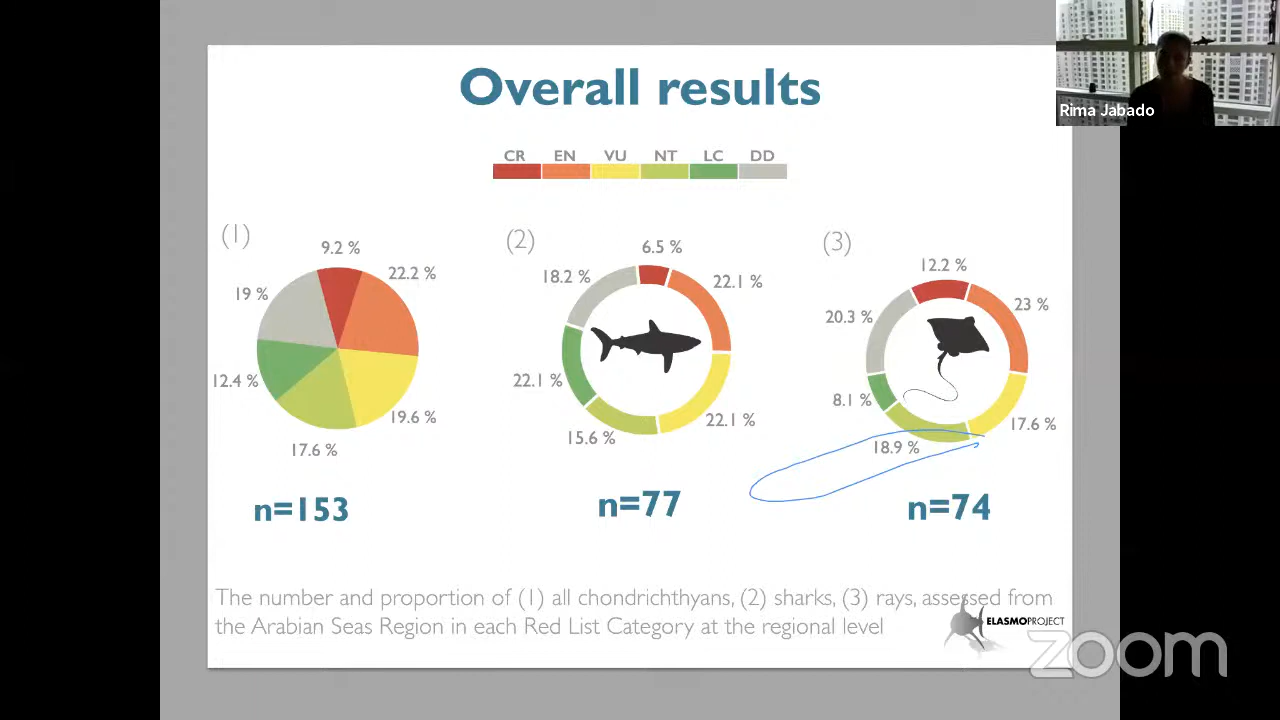 Rima Jabado
Overall results
CR EN VU NT LC DD
(1)
9.2 %
22.2 %
19.6 %
17.6 %
12.4 %
19 %
n=153
(2)
6.5 %
22.1 %
22.1 %
15.6 %
22.1 %
18.2 %
n=77
(3)
12.2 %
23 %
17.6 %
18.9 %
8.1 %
20.3 %
n=74
The number and proportion of (1) all chondrichthyans, (2) sharks, (3) rays, assessed from
the Arabian Seas Region in each Red List Category at the regional level
ELASMOPROJECT
zoom